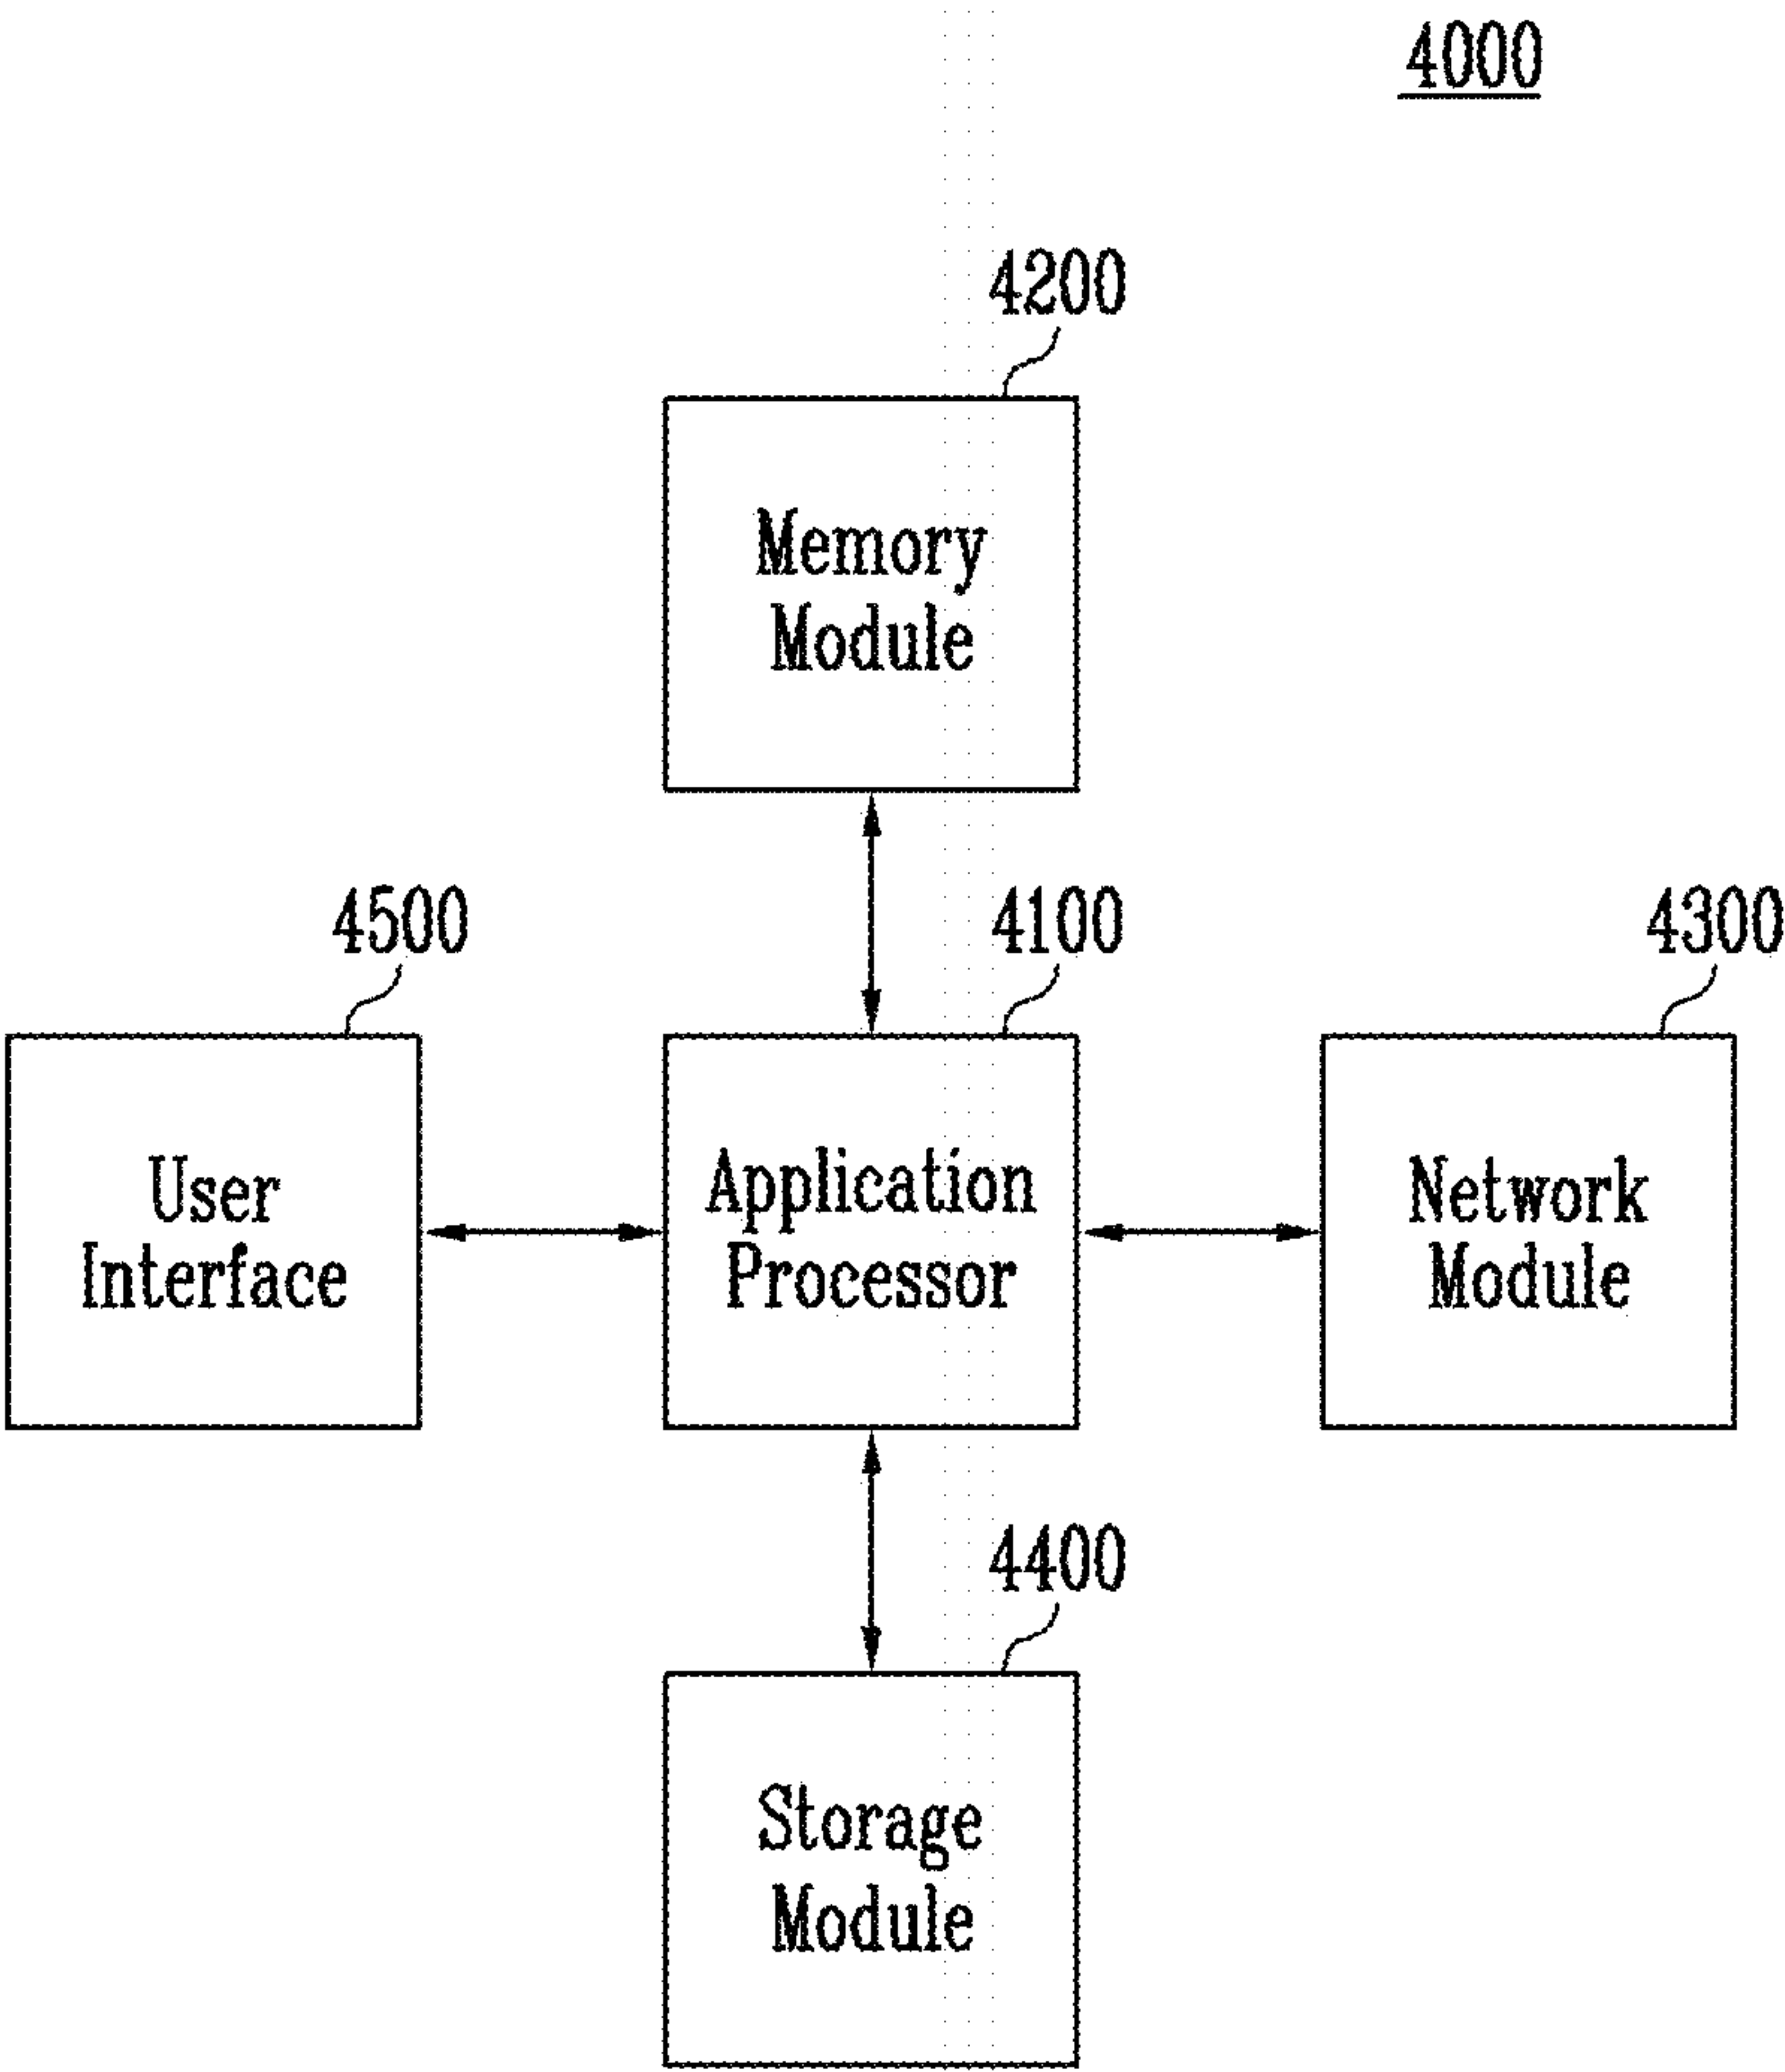 4000
4200
Memory
Module
4500
4100
4300
User
Interface
Application
Processor
Network
Module
4400
Storage
Module